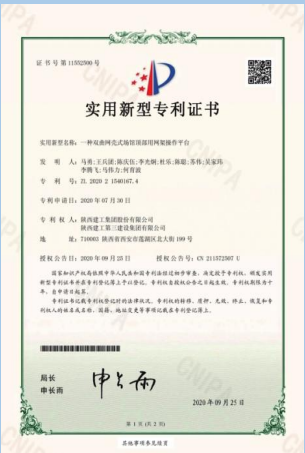 证书号第11552500号
实用新型专利证书
实用新型名称：一种双曲网壳式场馆顶部用网架操作平台
发 明 人：马勇;王兵团;陈庆伍;李光炯;杜乐;陈聪;苏伟;吴家玮
李腾飞;马伟力;何育波
专 利 号：ZL 2020 2 1540167.4
专利申请日：2020年07月30日
专 利 权 人：陕西建工集团股份有限公司
陕西建工第三建设集团有限公司
地 址：710003 陕西省西安市莲湖区北大街199号
授权公告日：2020年09月25日 授权公告号：CN 211572507 U
国家知识产权局依照中华人民共和国专利法经过初步审查，决定授予专利权，颁发实用
新型专利证书并在专利登记簿上予以登记。专利权自授权公告之日起生效。专利权期限为十
年，自申请日起算。
专利证书记载专利权登记时的法律状况。专利权的转移、质押、无效、终止、恢复和专
利权人的姓名或名称、国籍、地址变更等事项记载在专利登记簿上。
局长
申长雨
申长雨
2020年09月25日
第 1 页 (共 2 页)
其他事项参见续页